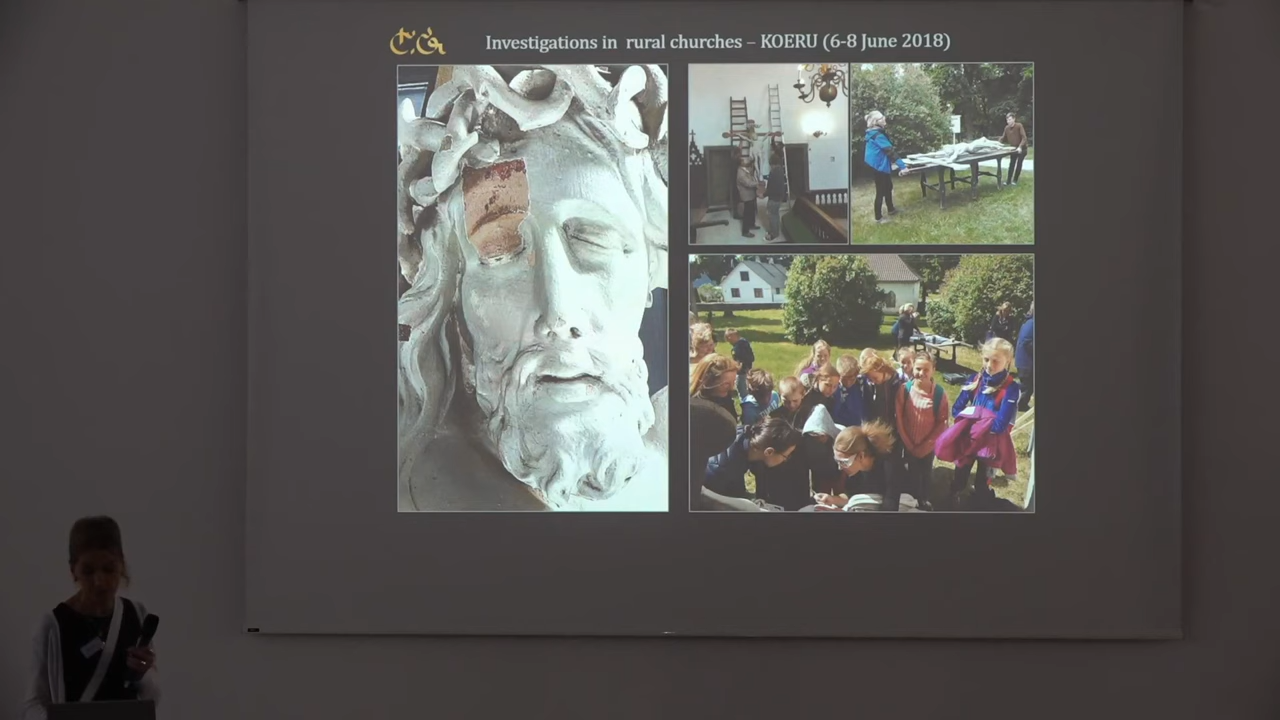 Investigations in rural churches – KOERU (6-8 June 2018)